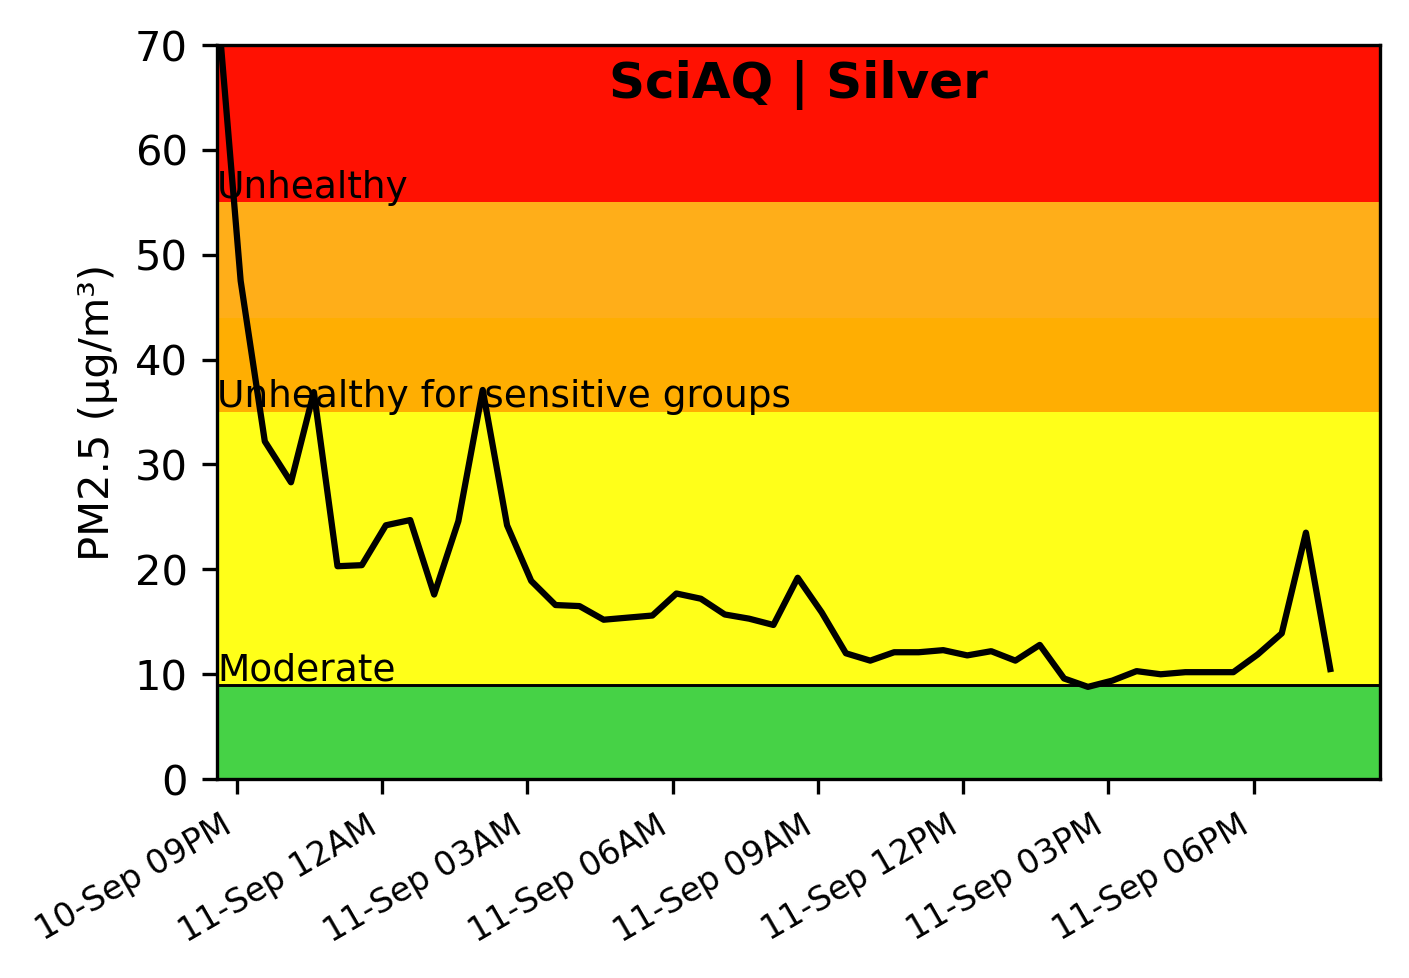 SciAQ | Silver
PM2.5 (µg/m³)
70
60
50
40
30
20
10
0
Unhealthy
Unhealthy for sensitive groups
Moderate
10-Sep 09PM
11-Sep 12AM
11-Sep 03AM
11-Sep 06AM
11-Sep 09AM
11-Sep 12PM
11-Sep 03PM
11-Sep 06PM